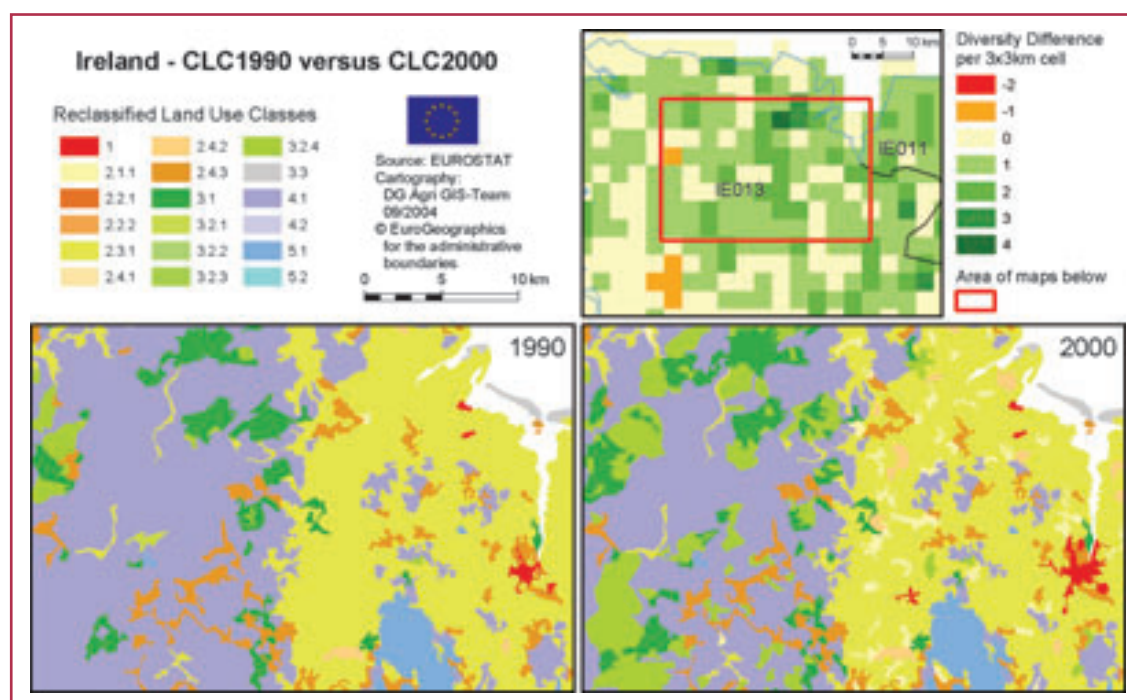 Ireland - CLC1990 versus CLC2000
Reclassified Land Use Classes
1
2.1.1
2.2.1
2.2.2
2.3.1
2.4.1
2.4.2
2.4.3
3.1
3.2.1
3.2.2
3.2.3
3.2.4
3.3
4.1
4.2
5.1
5.2
Source: EUROSTAT
Cartography:
DG Agri GIS-Team
09/2004
© EuroGeographics
for the administrative
boundaries
0 5 10 km
0 5 10 km
IE011
IE013
Diversity Difference
per 3x3km cell
-2
-1
0
1
2
3
4
Area of maps below
1990
2000